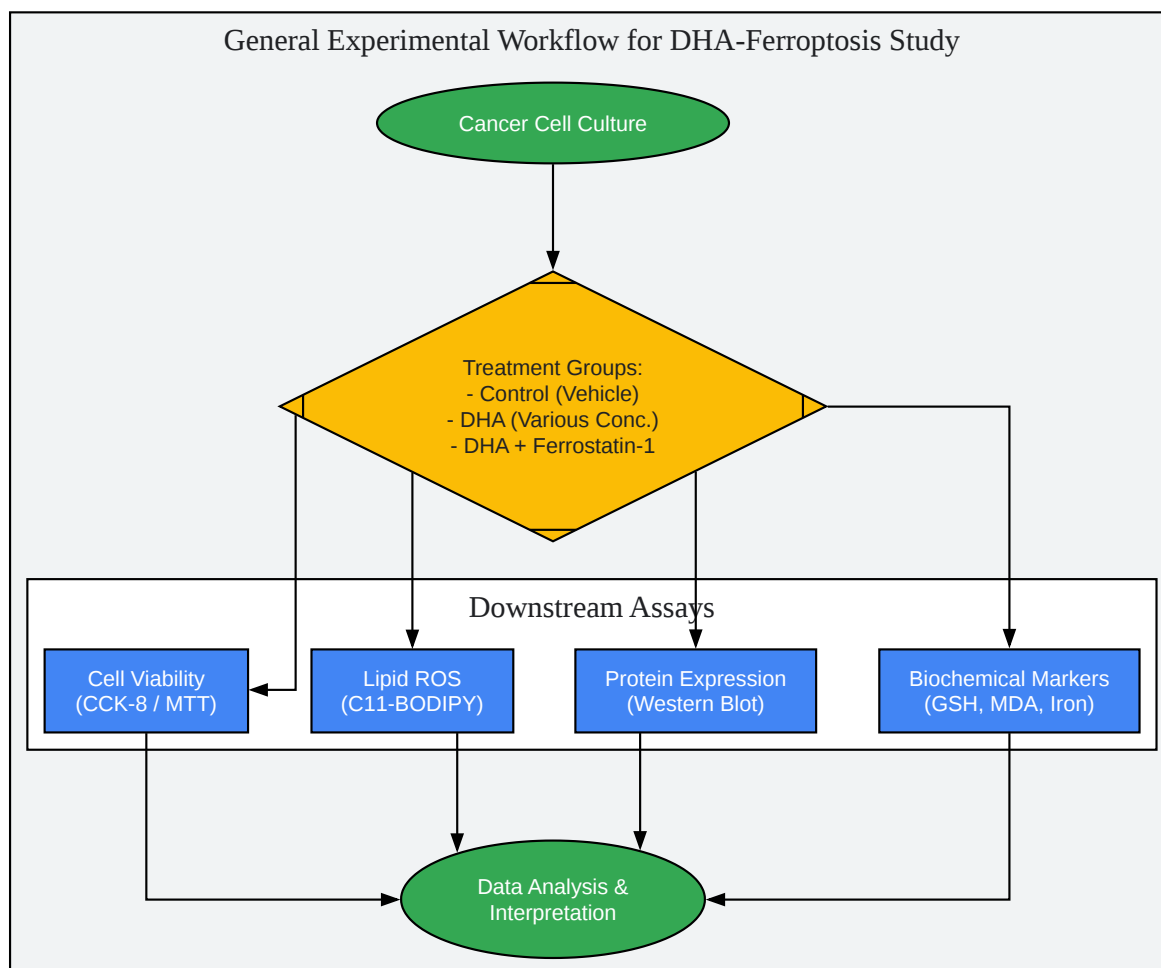 General Experimental Workflow for DHA-Ferroptosis Study
Cancer Cell Culture
Treatment Groups:
- Control (Vehicle)
- DHA (Various Conc.)
- DHA + Ferrostatin-1
Downstream Assays
Cell Viability
(CCK-8 / MTT)
Lipid ROS
(C11-BODIPY)
Protein Expression
(Western Blot)
Biochemical Markers
(GSH, MDA, Iron)
Data Analysis &
Interpretation